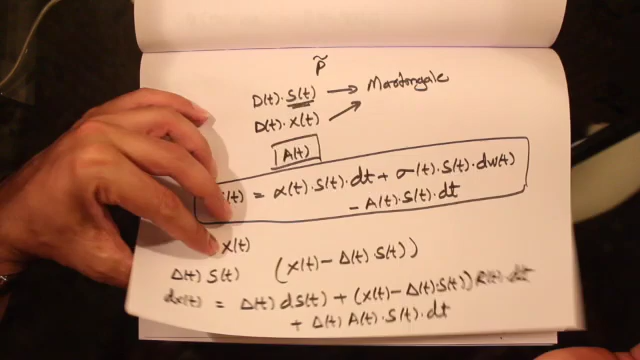 P̃
D(t)·S(t) → Martingale
D(t)·X(t) →
A(t)
(t) = α(t)·S(t)·dt + σ(t)·S(t)·dW(t)
- A(t)·S(t)·dt
X(t)
Δ(t) S(t) (X(t) - Δ(t)·S(t))
dX(t) = Δ(t) dS(t) + (X(t) - Δ(t)S(t)) R(t)·dt
+ Δ(t) A(t)·S(t)·dt